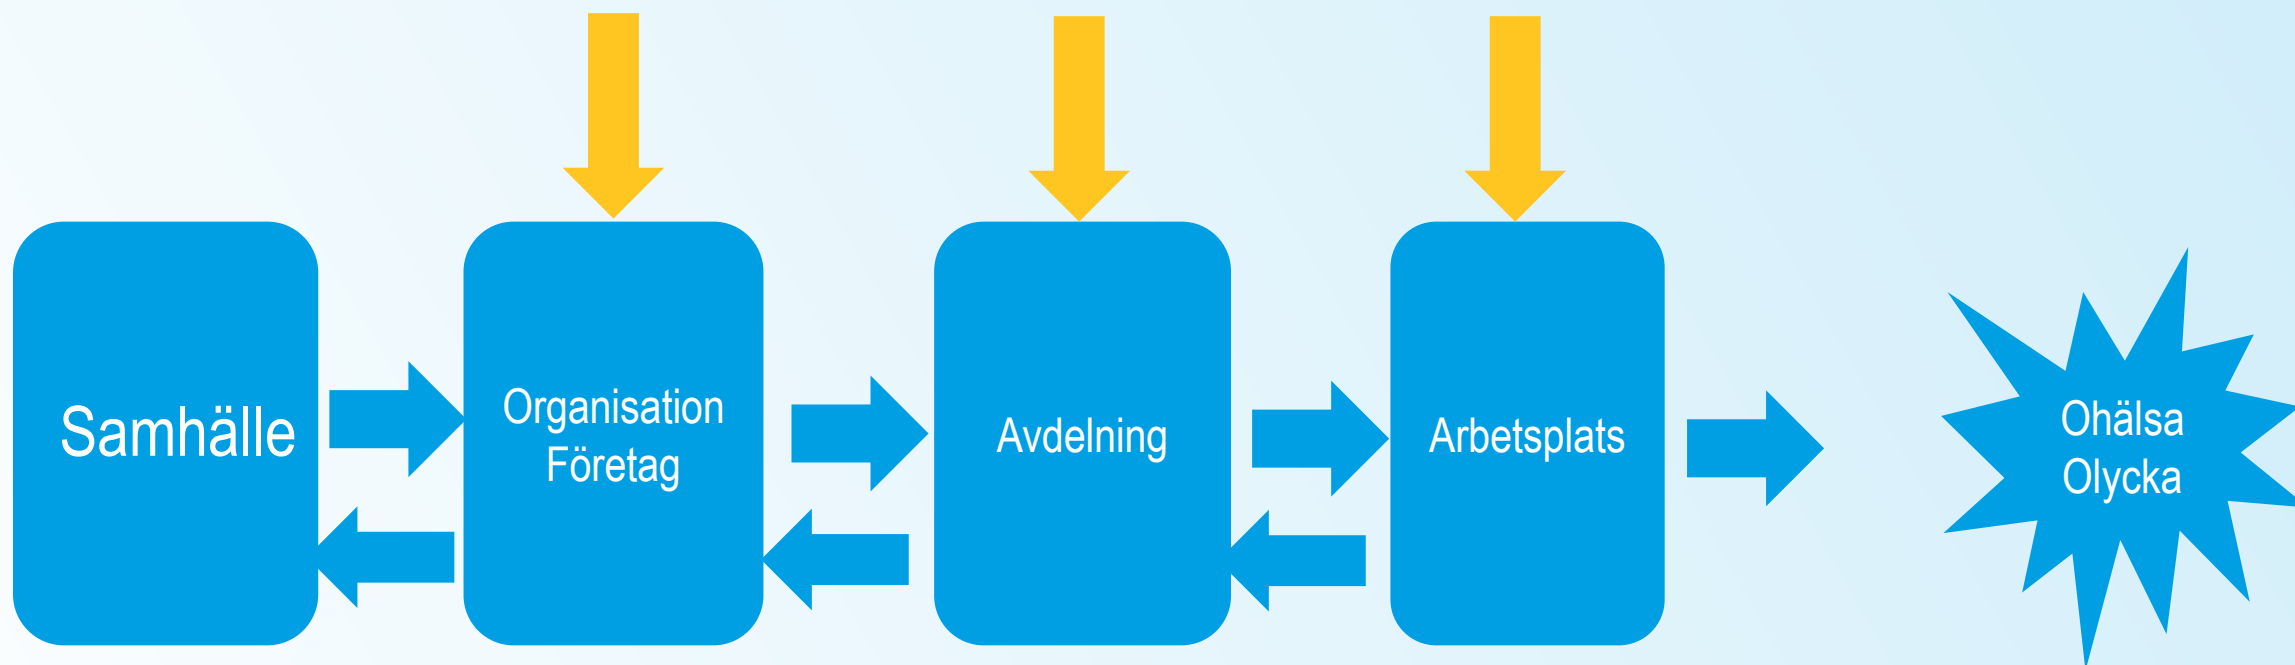 Samhälle
Organisation
Företag
Avdelning
Arbetsplats
Ohälsa
Olycka